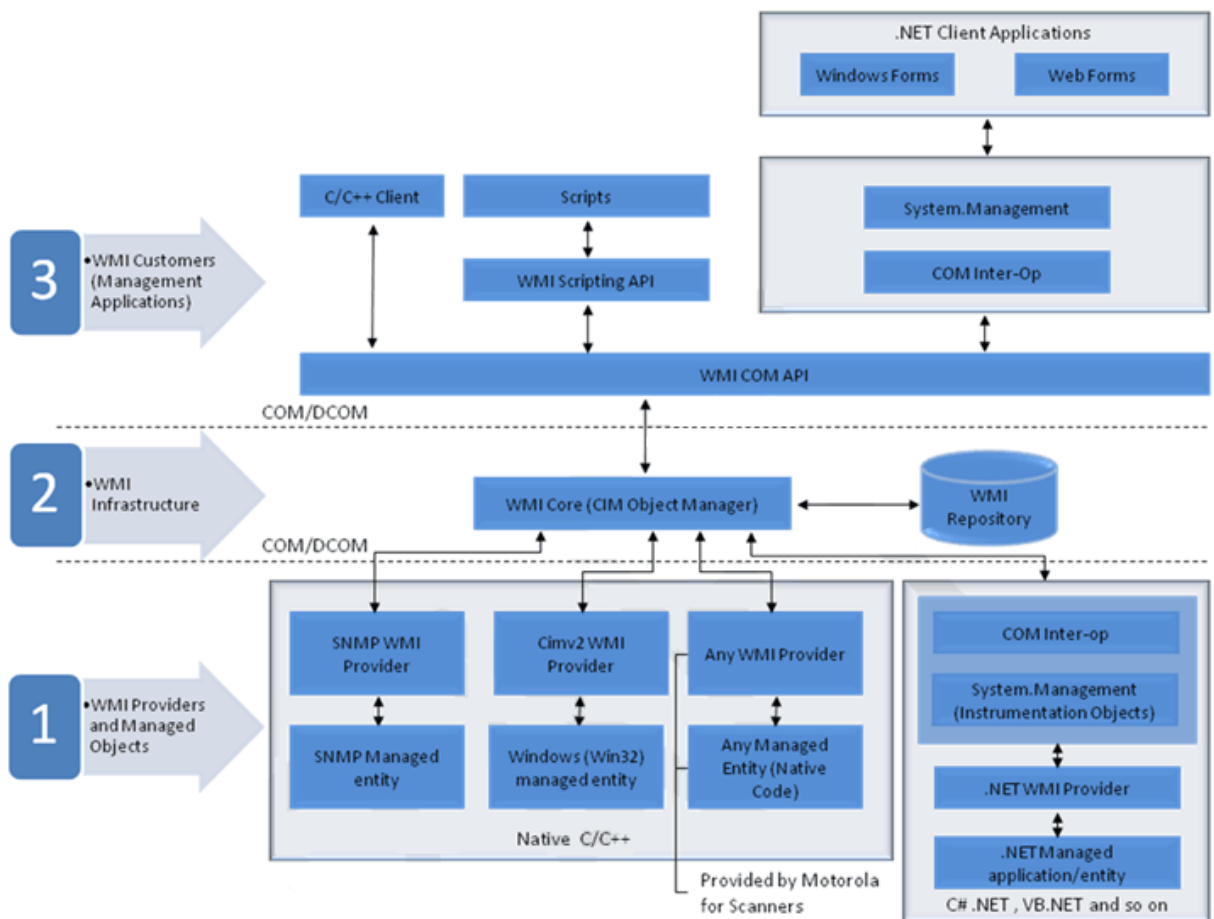 .NET Client Applications
Windows Forms
Web Forms
C/C++ Client
Scripts
System.Management
3
•WMI Customers
(Management
Applications)
WMI Scripting API
COM Inter-Op
WMI COM API
COM/DCOM
2
•WMI
Infrastructure
WMI Core (CIM Object Manager)
WMI
Repository
COM/DCOM
1
•WMI Providers
and Managed
Objects
SNMP WMI
Provider
Cimv2 WMI
Provider
Any WMI Provider
COM Inter-op
System.Management
(Instrumentation Objects)
SNMP Managed
entity
Windows (Win32)
managed entity
Any Managed
Entity (Native
Code)
.NET WMI Provider
Native C/C++
.NET Managed
application/entity
Provided by Motorola
for Scanners
C# .NET , VB.NET and so on